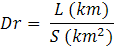 Dr = L (km) / S (km²)